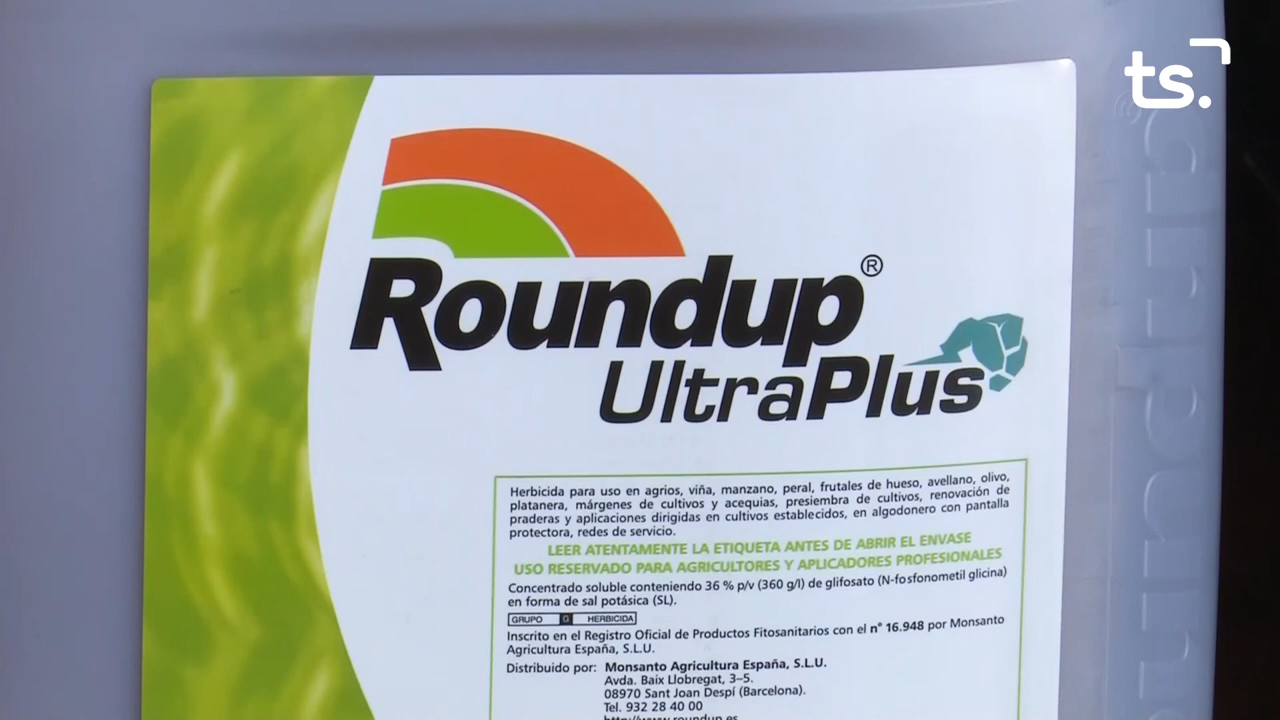 ts.
Roundup®
UltraPlus
Herbicida para uso en agrios, viña, manzano, peral, frutales de hueso, avellano, olivo,
platanera, márgenes de cultivos y acequias, presiembra de cultivos, renovación de
praderas y aplicaciones dirigidas en cultivos establecidos, en algodonero con pantalla
protectora, redes de servicio.
LEER ATENTAMENTE LA ETIQUETA ANTES DE ABRIR EL ENVASE
USO RESERVADO PARA AGRICULTORES Y APLICADORES PROFESIONALES
Concentrado soluble conteniendo 36 % p/v (360 g/l) de glifosato (N-fosfonometil glicina)
en forma de sal potásica (SL).
GRUPO G HERBICIDA
Inscrito en el Registro Oficial de Productos Fitosanitarios con el n° 16.948 por Monsanto
Agricultura España, S.L.U.
Distribuido por: Monsanto Agricultura España, S.L.U.
Avda. Baix Llobregat, 3-5.
08970 Sant Joan Despí (Barcelona).
Tel. 932 28 40 00
http://www.roundup.es